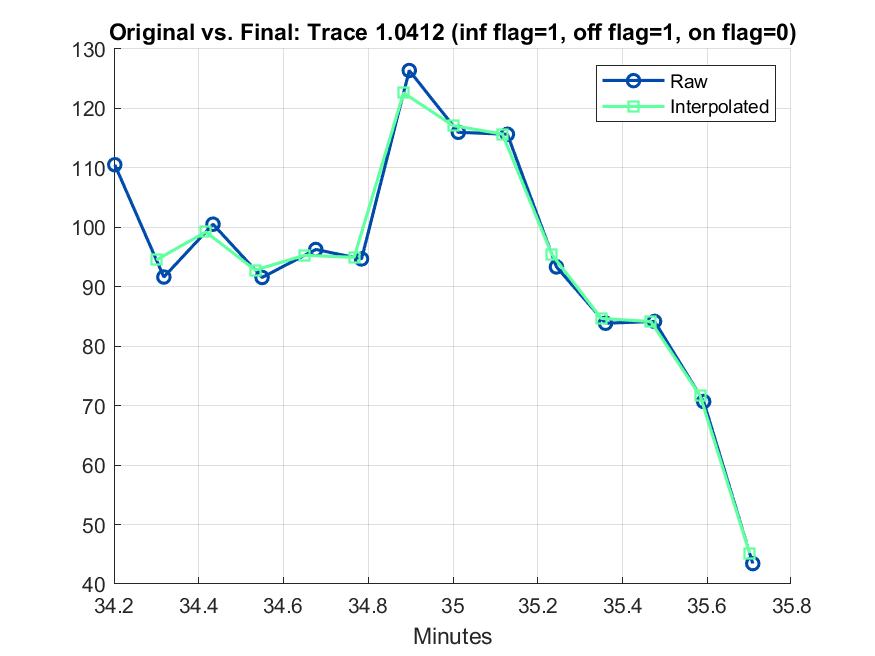 Original vs. Final: Trace 1.0412 (inf flag=1, off flag=1, on flag=0)
130
120
110
100
90
80
70
60
50
40
Raw
Interpolated
34.2 34.4 34.6 34.8 35 35.2 35.4 35.6 35.8
Minutes